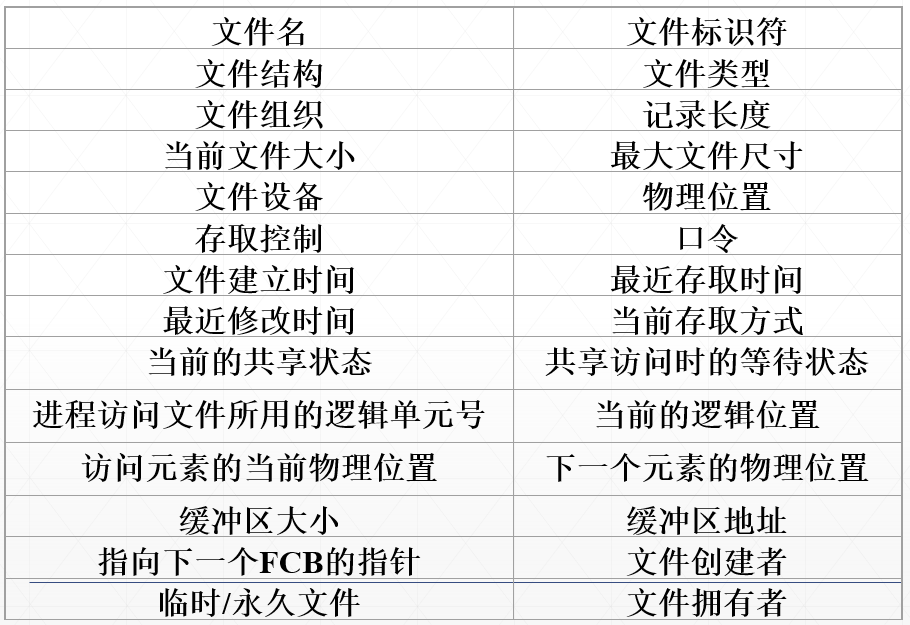 文件名 文件标识符
文件结构 文件类型
文件组织 记录长度
当前文件大小 最大文件尺寸
文件设备 物理位置
存取控制 口令
文件建立时间 最近存取时间
最近修改时间 当前存取方式
当前的共享状态 共享访问时的等待状态
进程访问文件所用的逻辑单元号 当前的逻辑位置
访问元素的当前物理位置 下一个元素的物理位置
缓冲区大小 缓冲区地址
指向下一个FCB的指针 文件创建者
临时/永久文件 文件拥有者